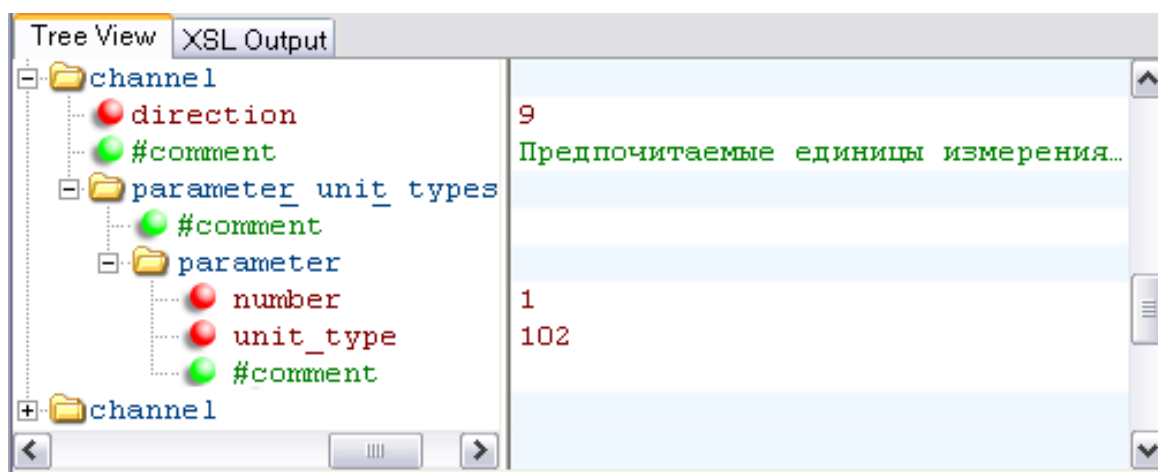 Tree View XSL Output
channel
direction 9
#comment Предпочитаемые единицы измерения…
parameter_unit_types
#comment
parameter
number 1
unit_type 102
#comment
channel